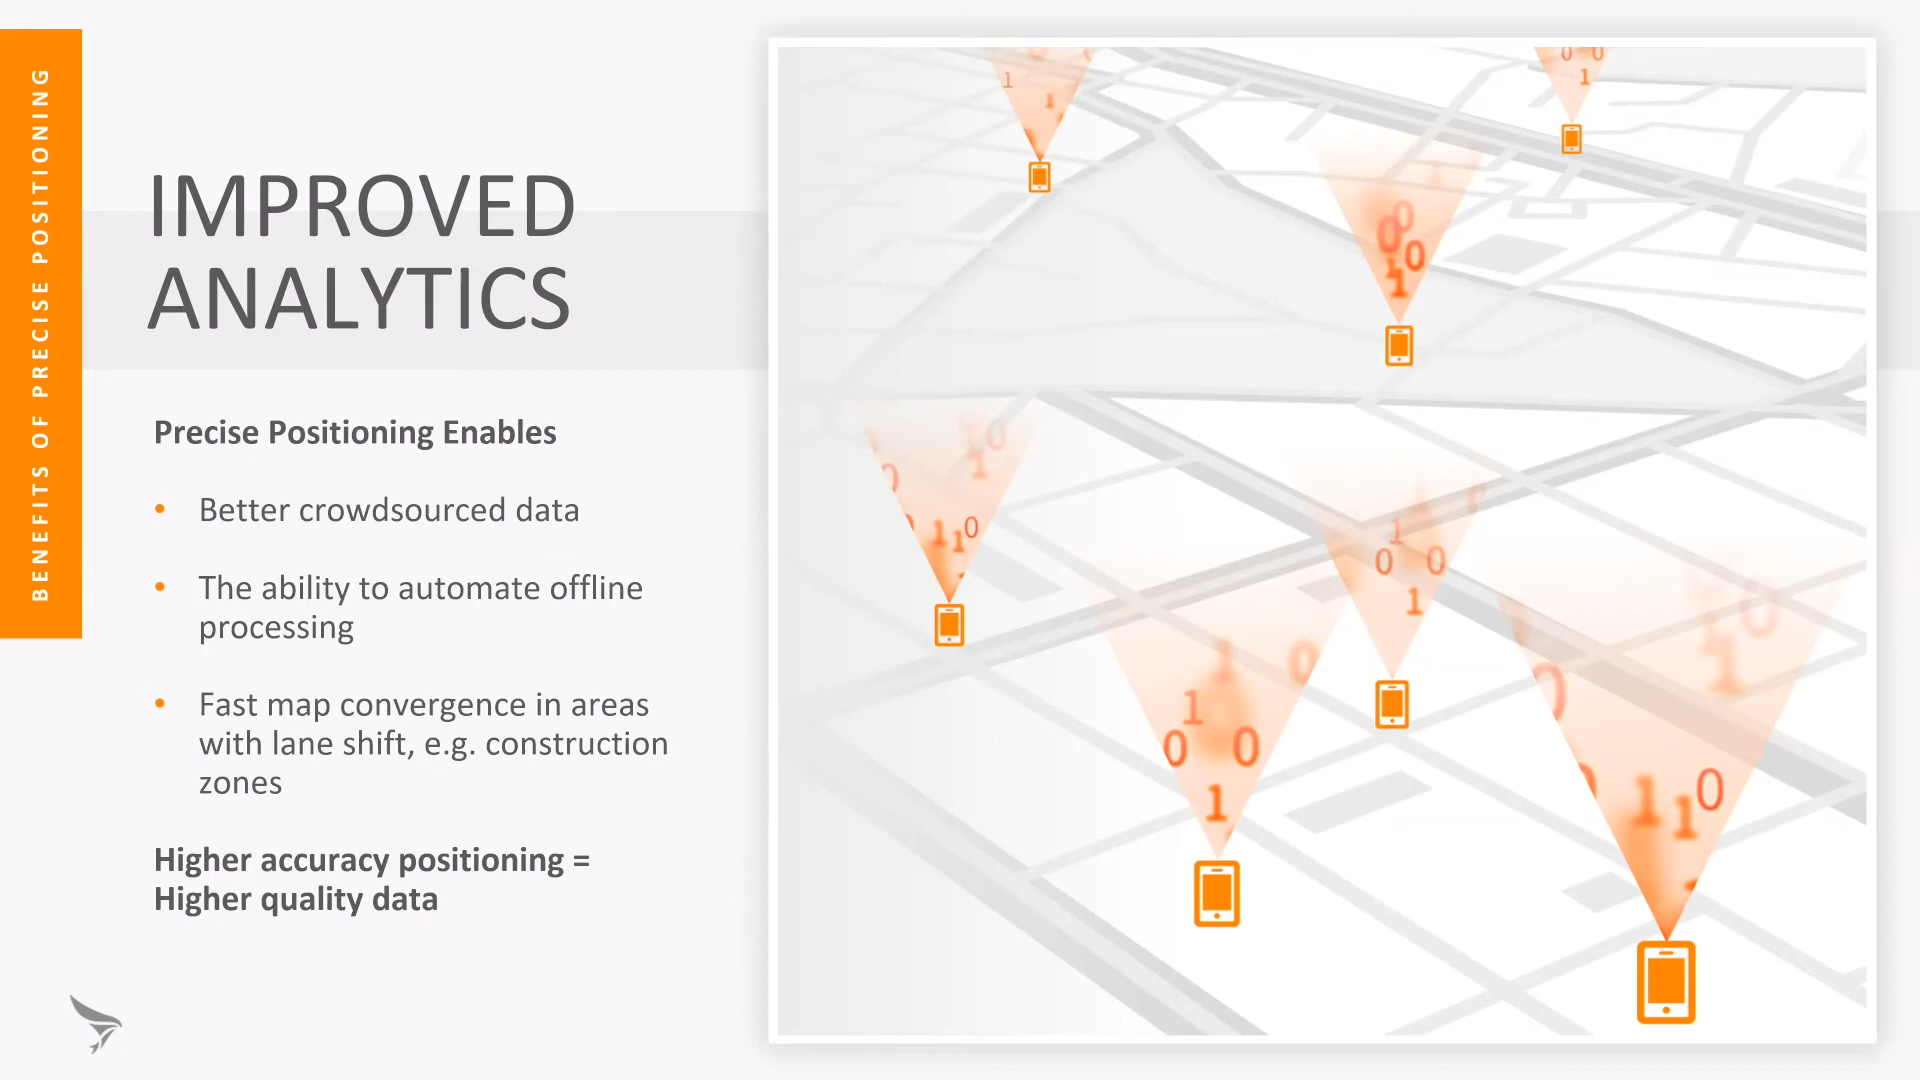 BENEFITS OF PRECISE POSITIONING
IMPROVED
ANALYTICS
Precise Positioning Enables
• Better crowdsourced data
• The ability to automate offline
processing
• Fast map convergence in areas
with lane shift, e.g. construction
zones
Higher accuracy positioning =
Higher quality data